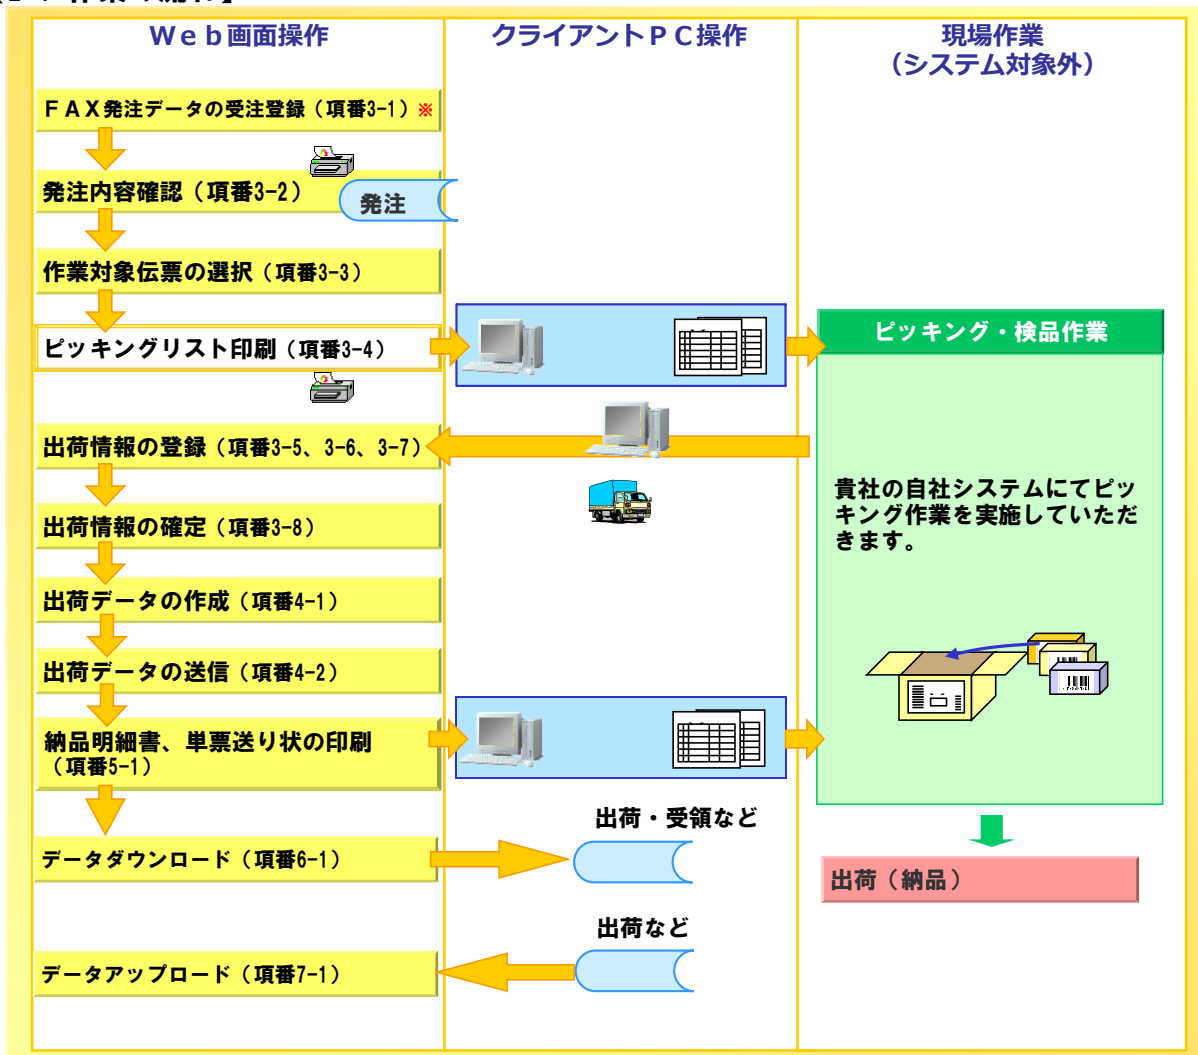 Ｗｅｂ画面操作
クライアントＰＣ操作
現場作業
（システム対象外）
ＦＡＸ発注データの受注登録（項番3-1）※
発注内容確認（項番3-2）
発注
作業対象伝票の選択（項番3-3）
ピッキングリスト印刷（項番3-4）
ピッキング・検品作業
出荷情報の登録（項番3-5、3-6、3-7）
貴社の自社システムにてピッ
キング作業を実施していただ
きます。
出荷情報の確定（項番3-8）
出荷データの作成（項番4-1）
出荷データの送信（項番4-2）
納品明細書、単票送り状の印刷
（項番5-1）
出荷・受領など
データダウンロード（項番6-1）
出荷（納品）
出荷など
データアップロード（項番7-1）